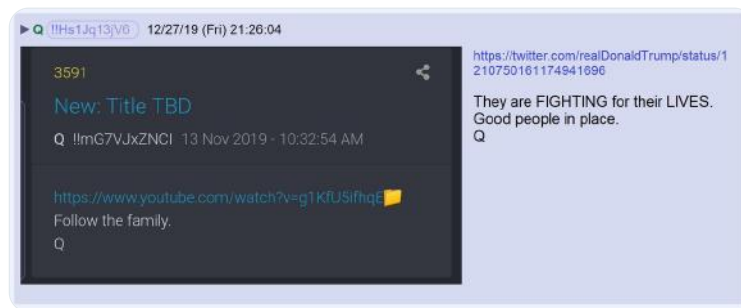 ▶ Q !!Hs1Jq13jV6 12/27/19 (Fri) 21:26:04
3591
New: Title TBD
Q !!mG7VJxZNCI 13 Nov 2019 - 10:32:54 AM
https://www.youtube.com/watch?v=g1KfU5ifhqE
Follow the family.
Q
https://twitter.com/realDonaldTrump/status/1
210750161174941696
They are FIGHTING for their LIVES.
Good people in place.
Q